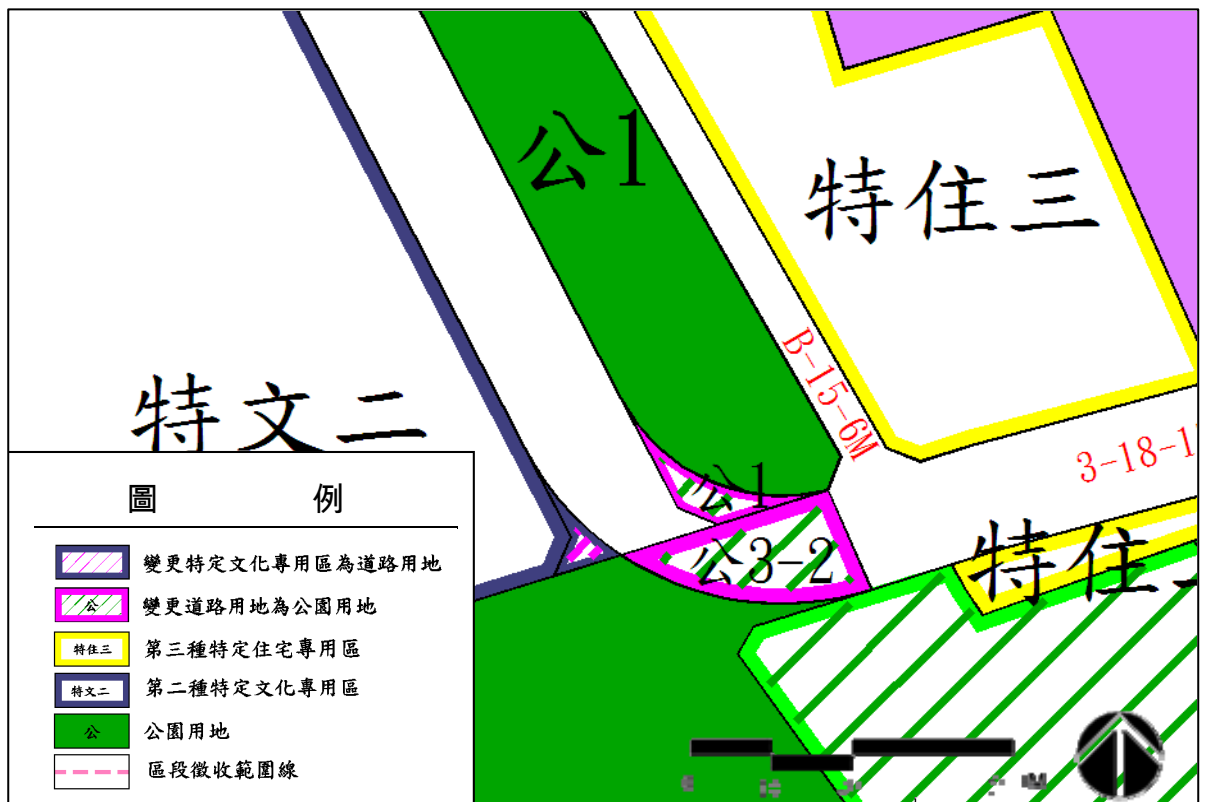 公1
特住三
B-15-6M
特文二
3-18-1
公1
公3-2
特住
圖 例
變更特定文化專用區為道路用地
公 變更道路用地為公園用地
特住三 第三種特定住宅專用區
特文二 第二種特定文化專用區
公 公園用地
區段徵收範圍線